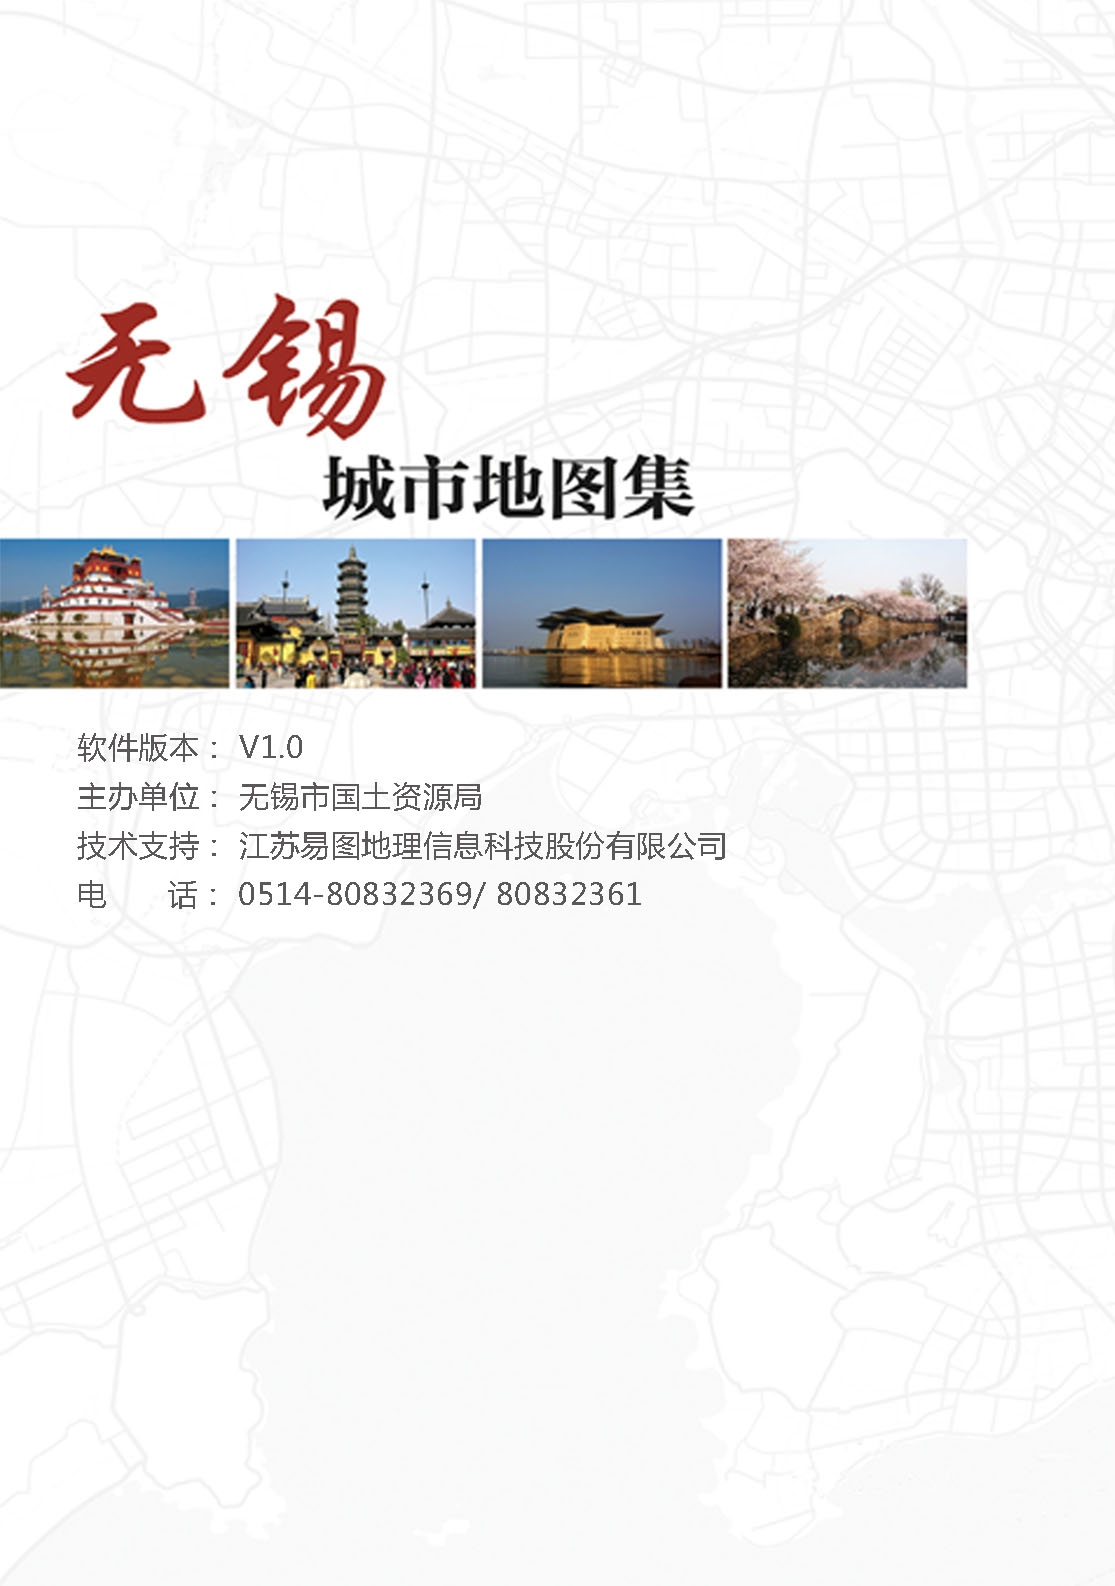 无锡
城市地图集
软件版本： V1.0
主办单位： 无锡市国土资源局
技术支持： 江苏易图地理信息科技股份有限公司
电　　话： 0514-80832369/ 80832361